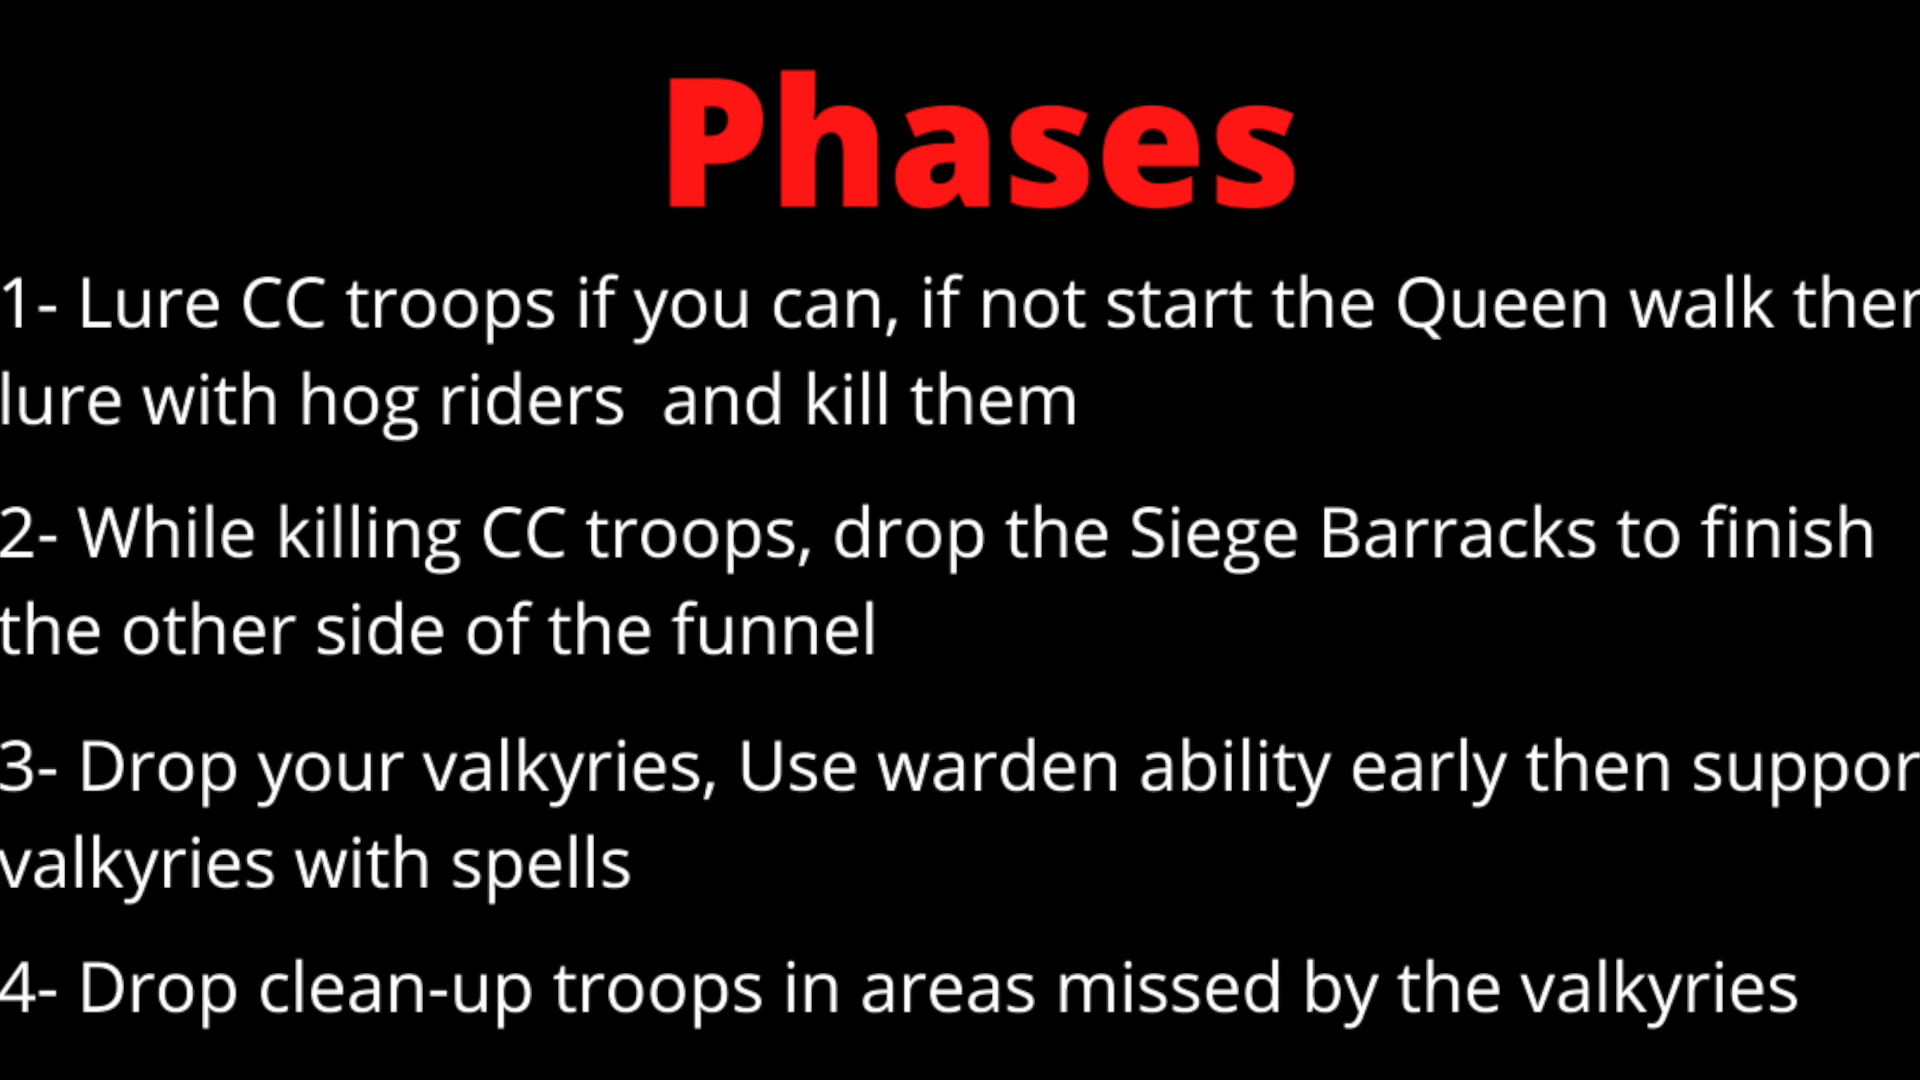 Phases
1- Lure CC troops if you can, if not start the Queen walk then
lure with hog riders  and kill them
2- While killing CC troops, drop the Siege Barracks to finish
the other side of the funnel
3- Drop your valkyries, Use warden ability early then suppor
valkyries with spells
4- Drop clean-up troops in areas missed by the valkyries